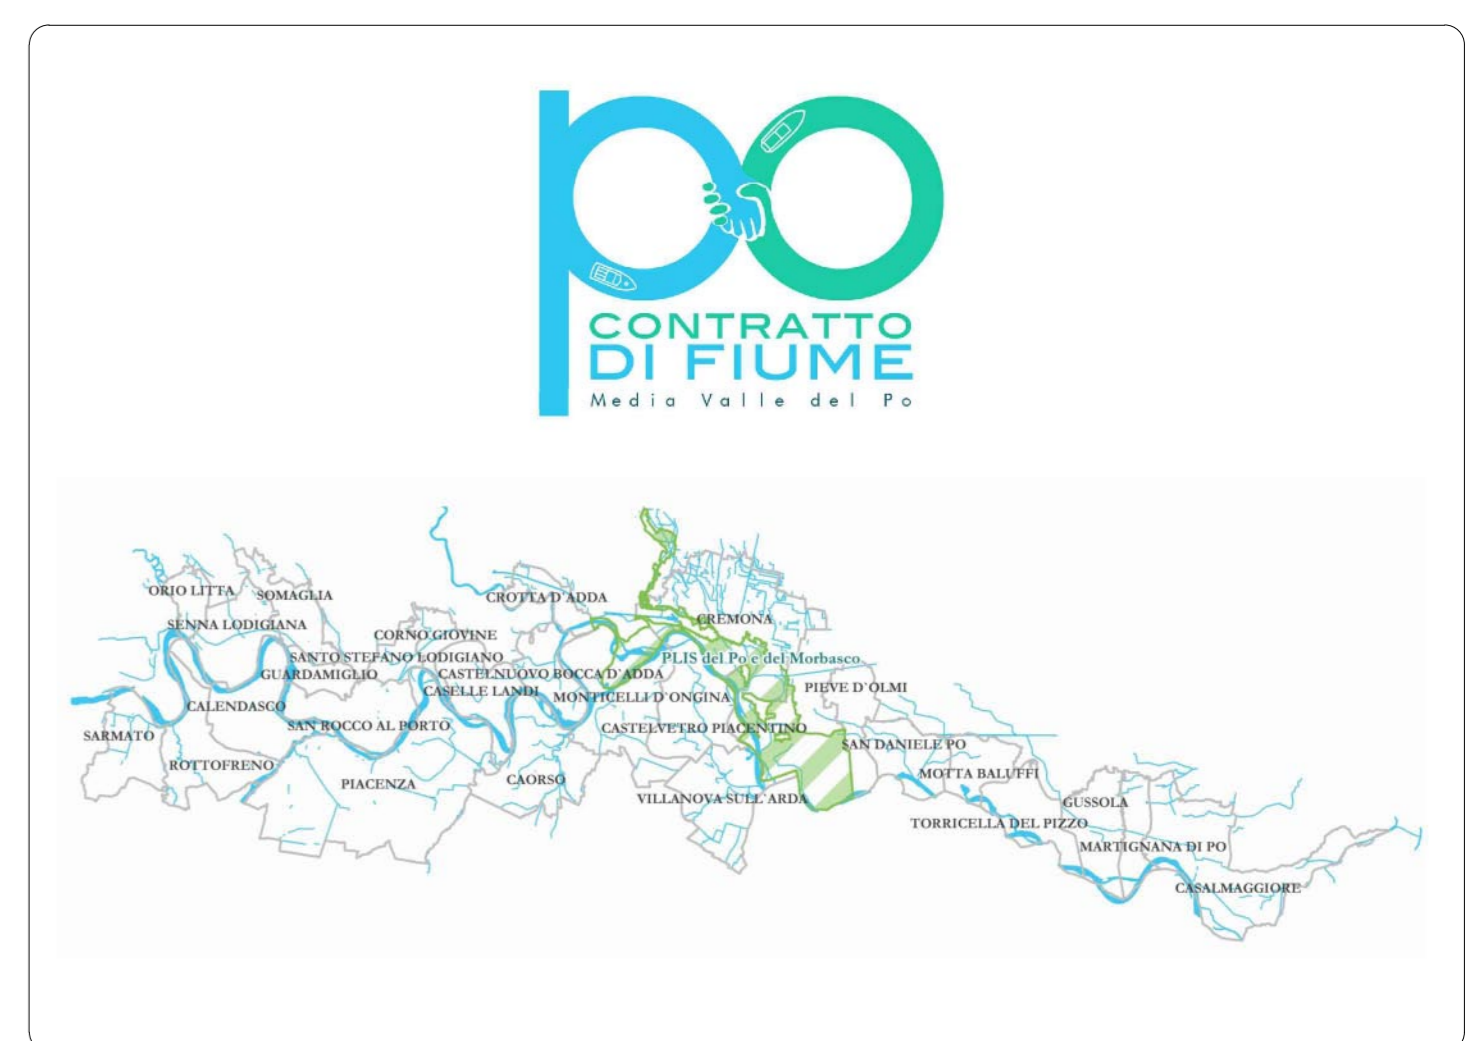 po
CONTRATTO
DI FIUME
Media Valle del Po
ORIO LITTA
SOMAGLIA
CROTTA D`ADDA
SENNA LODIGIANA
CREMONA
CORNO GIOVINE
SANTO STEFANO LODIGIANO
PLIS del Po e del Morbasco
GUARDAMIGLIO
CASTELNUOVO BOCCA D`ADDA
CASELLE LANDI
MONTICELLI D`ONGINA
PIEVE D`OLMI
CALENDASCO
SAN ROCCO AL PORTO
CASTELVETRO PIACENTINO
SARMATO
SAN DANIELE PO
ROTTOFRENO
MOTTA BALUFFI
PIACENZA
CAORSO
VILLANOVA SULL`ARDA
GUSSOLA
TORRICELLA DEL PIZZO
MARTIGNANA DI PO
CASALMAGGIORE